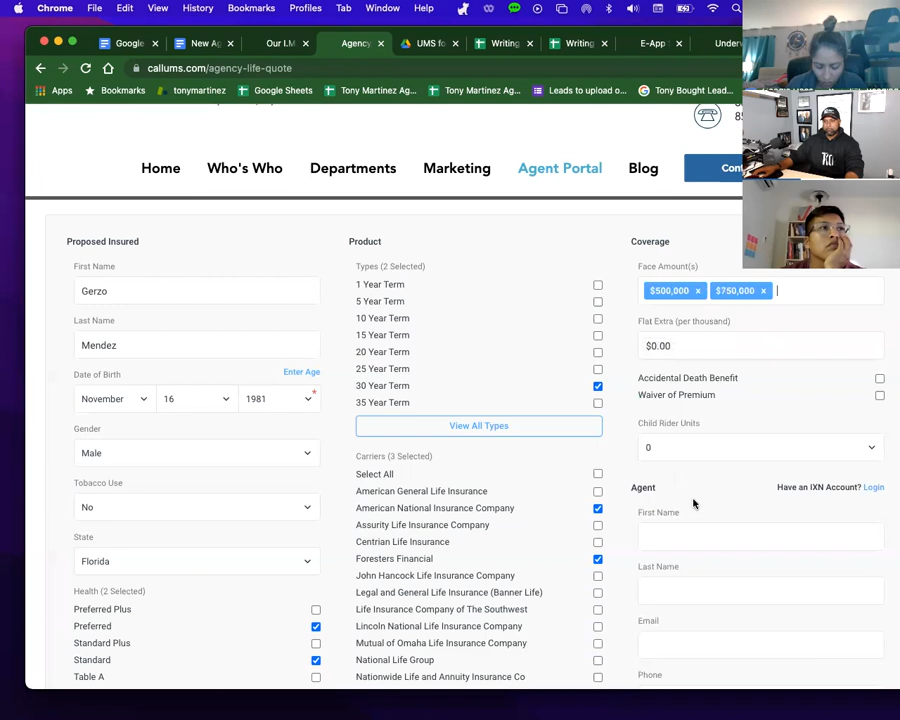 Chrome File Edit View History Bookmarks Profiles Tab Window Help
Google × New Ag × Our I.M Agency × UMS fo × Writing × Writing × E-App × Underw
callums.com/agency-life-quote
Apps Bookmarks tonymartinez Google Sheets Tony Martinez Ag... Tony Martinez Ag... Leads to upload o... Tony Bought Lead...
Home Who's Who Departments Marketing Agent Portal Blog Cont
Proposed Insured
First Name
Gerzo
Last Name
Mendez
Date of Birth Enter Age
November 16 1981 *
Gender
Male
Tobacco Use
No
State
Florida
Health (2 Selected)
Preferred Plus
Preferred
Standard Plus
Standard
Table A
Product
Types (2 Selected)
1 Year Term
5 Year Term
10 Year Term
15 Year Term
20 Year Term
25 Year Term
30 Year Term
35 Year Term
View All Types
Carriers (3 Selected)
Select All
American General Life Insurance
American National Insurance Company
Assurity Life Insurance Company
Centrian Life Insurance
Foresters Financial
John Hancock Life Insurance Company
Legal and General Life Insurance (Banner Life)
Life Insurance Company of The Southwest
Lincoln National Life Insurance Company
Mutual of Omaha Life Insurance Company
National Life Group
Nationwide Life and Annuity Insurance Co
Coverage
Face Amount(s)
$500,000 × $750,000 ×
Flat Extra (per thousand)
$0.00
Accidental Death Benefit
Waiver of Premium
Child Rider Units
0
Agent Have an IXN Account? Login
First Name
Last Name
Email
Phone